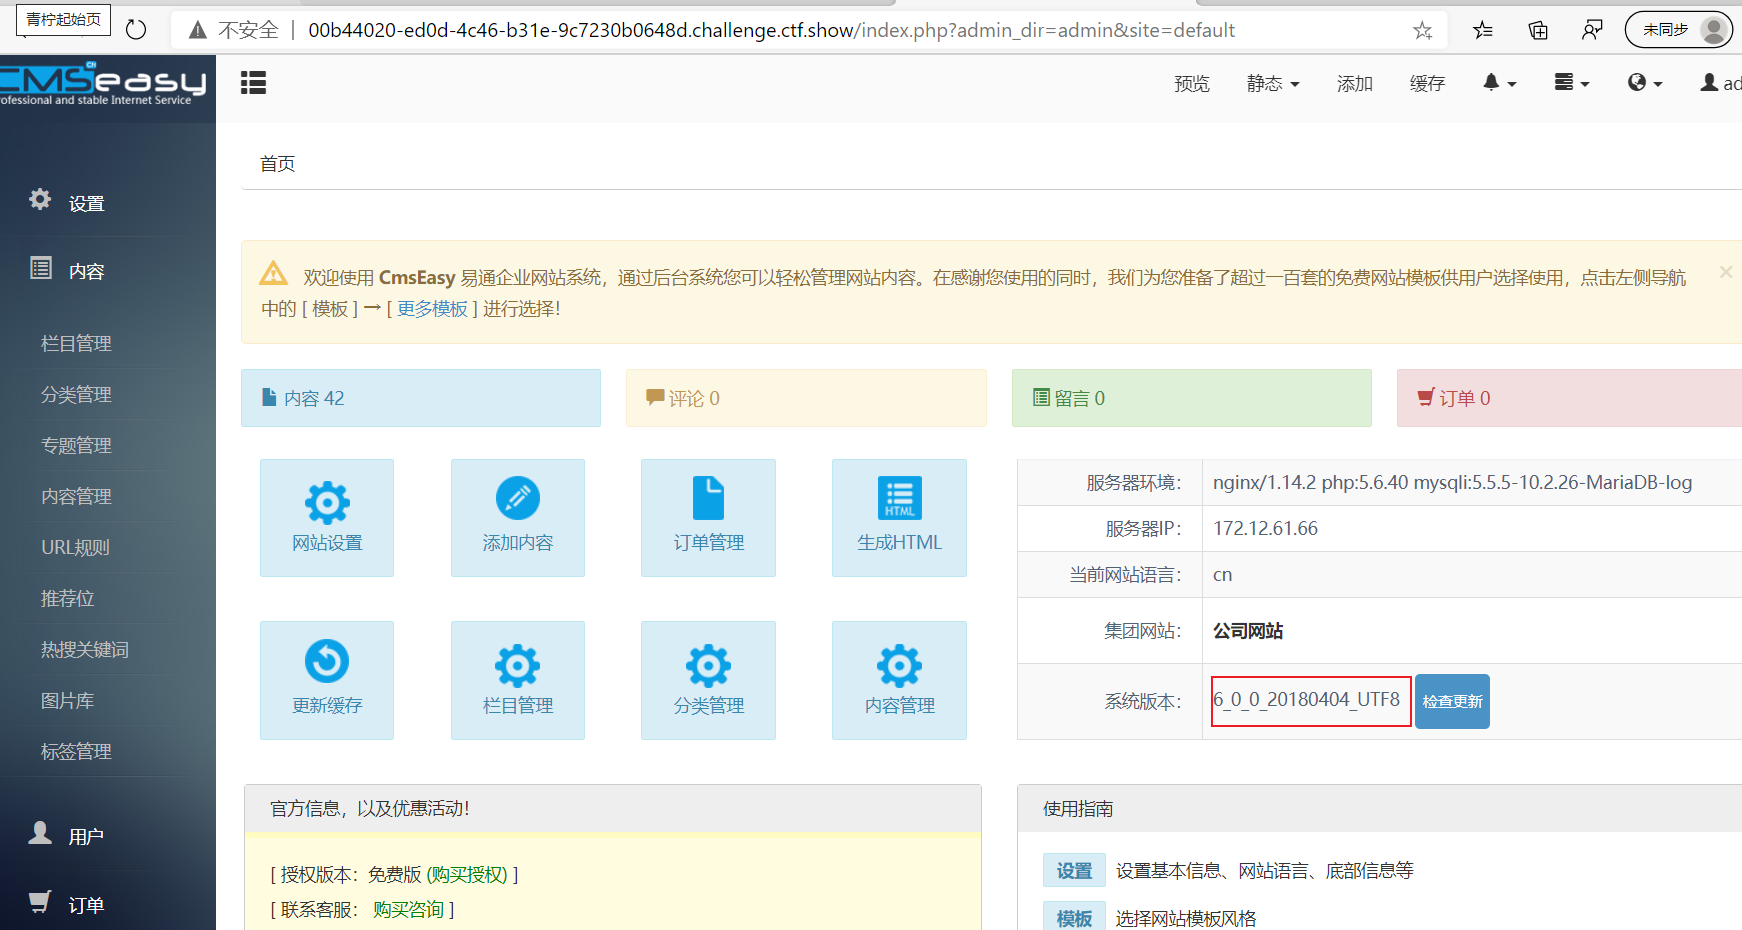 青柠起始页
不安全 | 00b44020-ed0d-4c46-b31e-9c7230b0648d.challenge.ctf.show/index.php?admin_dir=admin&site=default
未同步
CMSeasy
CN
rofessional and stable Internet Service
预览 静态 添加 缓存 ad
首页
设置
内容
栏目管理
分类管理
专题管理
内容管理
URL规则
推荐位
热搜关键词
图片库
标签管理
用户
订单
欢迎使用 CmsEasy 易通企业网站系统，通过后台系统您可以轻松管理网站内容。在感谢您使用的同时，我们为您准备了超过一百套的免费网站模板供用户选择使用，点击左侧导航
中的 [ 模板 ] → [ 更多模板 ] 进行选择！
×
内容 42
评论 0
留言 0
订单 0
网站设置
添加内容
订单管理
HTML
生成HTML
更新缓存
栏目管理
分类管理
内容管理
服务器环境： nginx/1.14.2 php:5.6.40 mysqli:5.5.5-10.2.26-MariaDB-log
服务器IP： 172.12.61.66
当前网站语言： cn
集团网站： 公司网站
系统版本： 6_0_0_20180404_UTF8 检查更新
官方信息，以及优惠活动！
[ 授权版本：免费版 (购买授权) ]
[ 联系客服： 购买咨询 ]
使用指南
设置 设置基本信息、网站语言、底部信息等
模板 选择网站模板风格